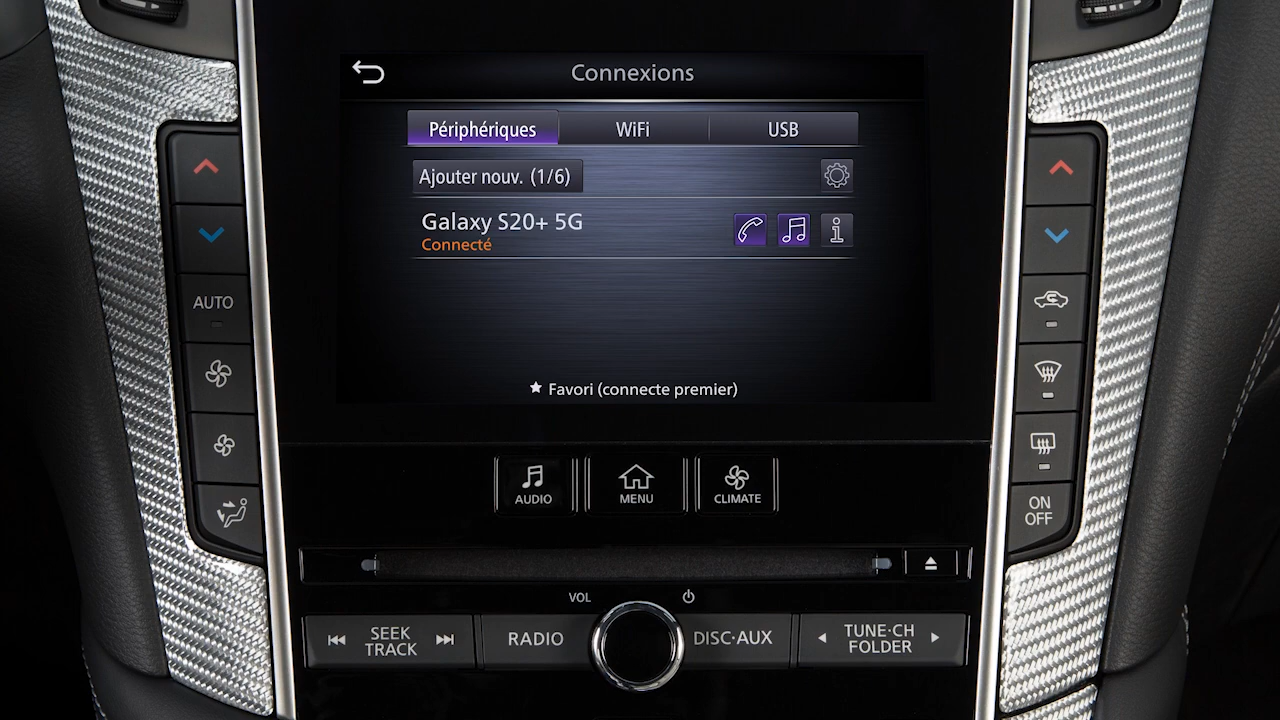 Connexions
Périphériques WiFi USB
Ajouter nouv. (1/6)
Galaxy S20+ 5G
Connecté
Favori (connecte premier)
AUTO
ON
OFF
AUDIO MENU CLIMATE
VOL
SEEK
TRACK
RADIO
DISC·AUX
TUNE·CH
FOLDER